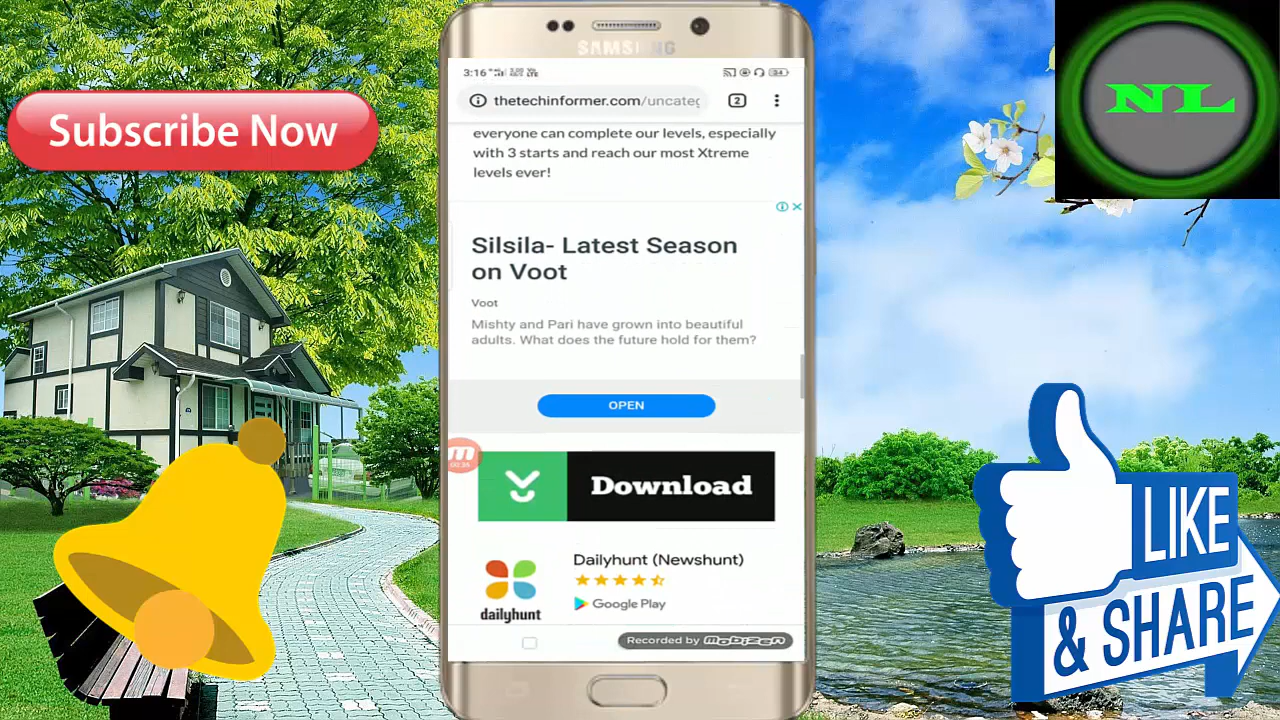 Subscribe Now
SAMSUNG
3:16
thetechinformer.com/uncateg
2
everyone can complete our levels, especially
with 3 starts and reach our most Xtreme
levels ever!
Silsila- Latest Season
on Voot
Voot
Mishty and Pari have grown into beautiful
adults. What does the future hold for them?
OPEN
00:35
Download
Dailyhunt (Newshunt)
Google Play
dailyhunt
Recorded by mobizen
NL
LIKE
& SHARE